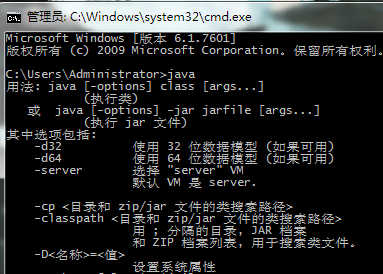 管理员: C:\Windows\system32\cmd.exe
Microsoft Windows [版本 6.1.7601]
版权所有 (c) 2009 Microsoft Corporation。保留所有权利。
C:\Users\Administrator>java
用法: java [-options] class [args...]
(执行类)
或 java [-options] -jar jarfile [args...]
(执行 jar 文件)
其中选项包括:
-d32 使用 32 位数据模型 (如果可用)
-d64 使用 64 位数据模型 (如果可用)
-server 选择 "server" VM
默认 VM 是 server.
-cp <目录和 zip/jar 文件的类搜索路径>
-classpath <目录和 zip/jar 文件的类搜索路径>
用 ; 分隔的目录, JAR 档案
和 ZIP 档案列表, 用于搜索类文件。
-D<名称>=<值>
设置系统属性